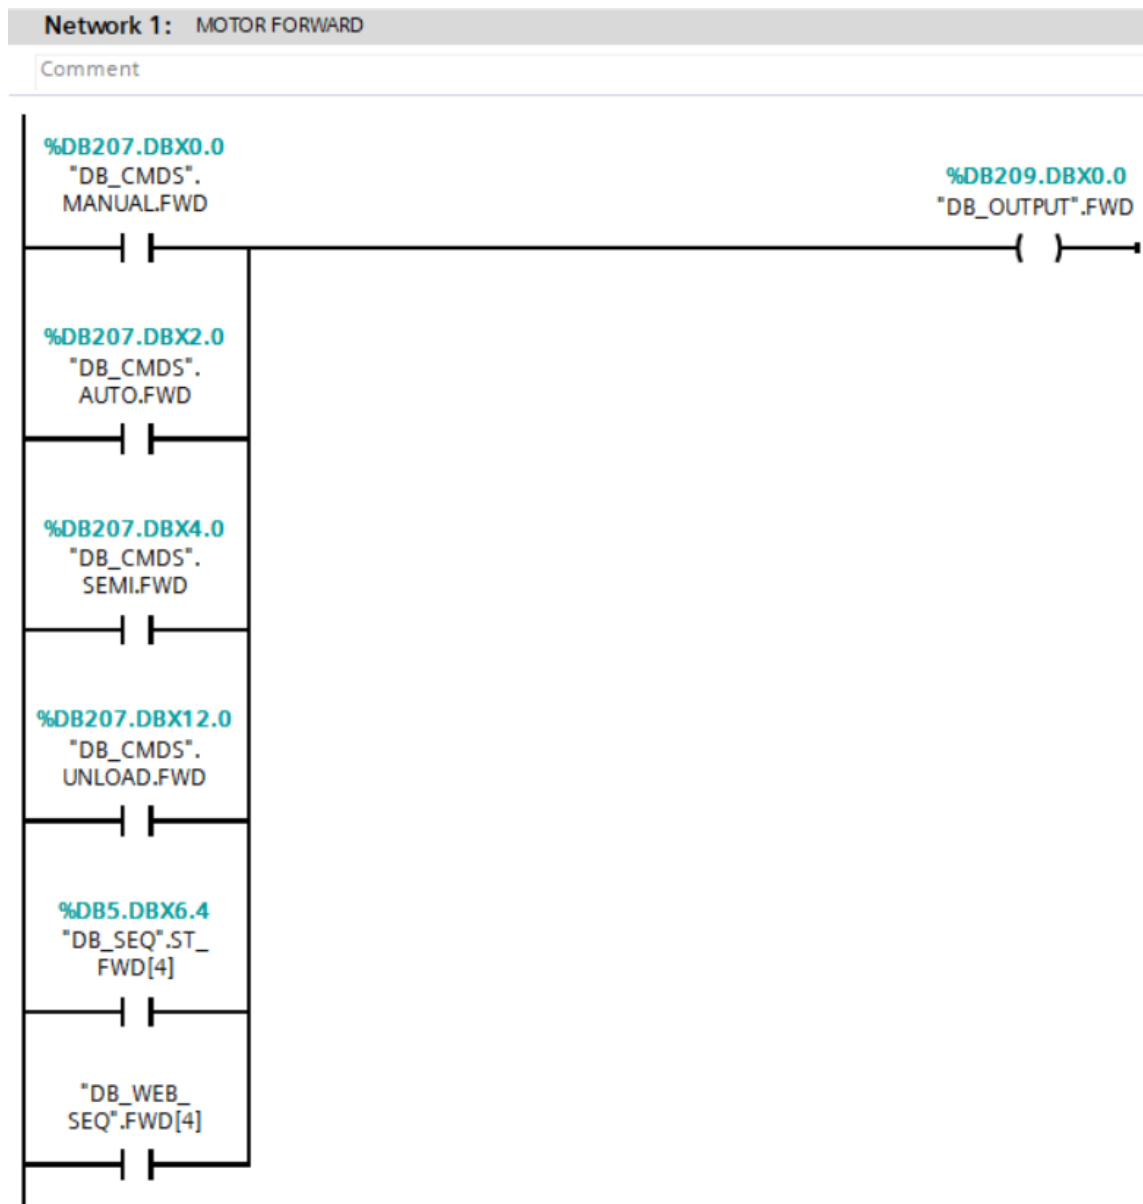 Network 1: MOTOR FORWARD
Comment
%DB207.DBX0.0
"DB_CMDS".
MANUAL.FWD
%DB209.DBX0.0
"DB_OUTPUT".FWD
%DB207.DBX2.0
"DB_CMDS".
AUTO.FWD
%DB207.DBX4.0
"DB_CMDS".
SEMI.FWD
%DB207.DBX12.0
"DB_CMDS".
UNLOAD.FWD
%DB5.DBX6.4
"DB_SEQ".ST_
FWD[4]
"DB_WEB_
SEQ".FWD[4]